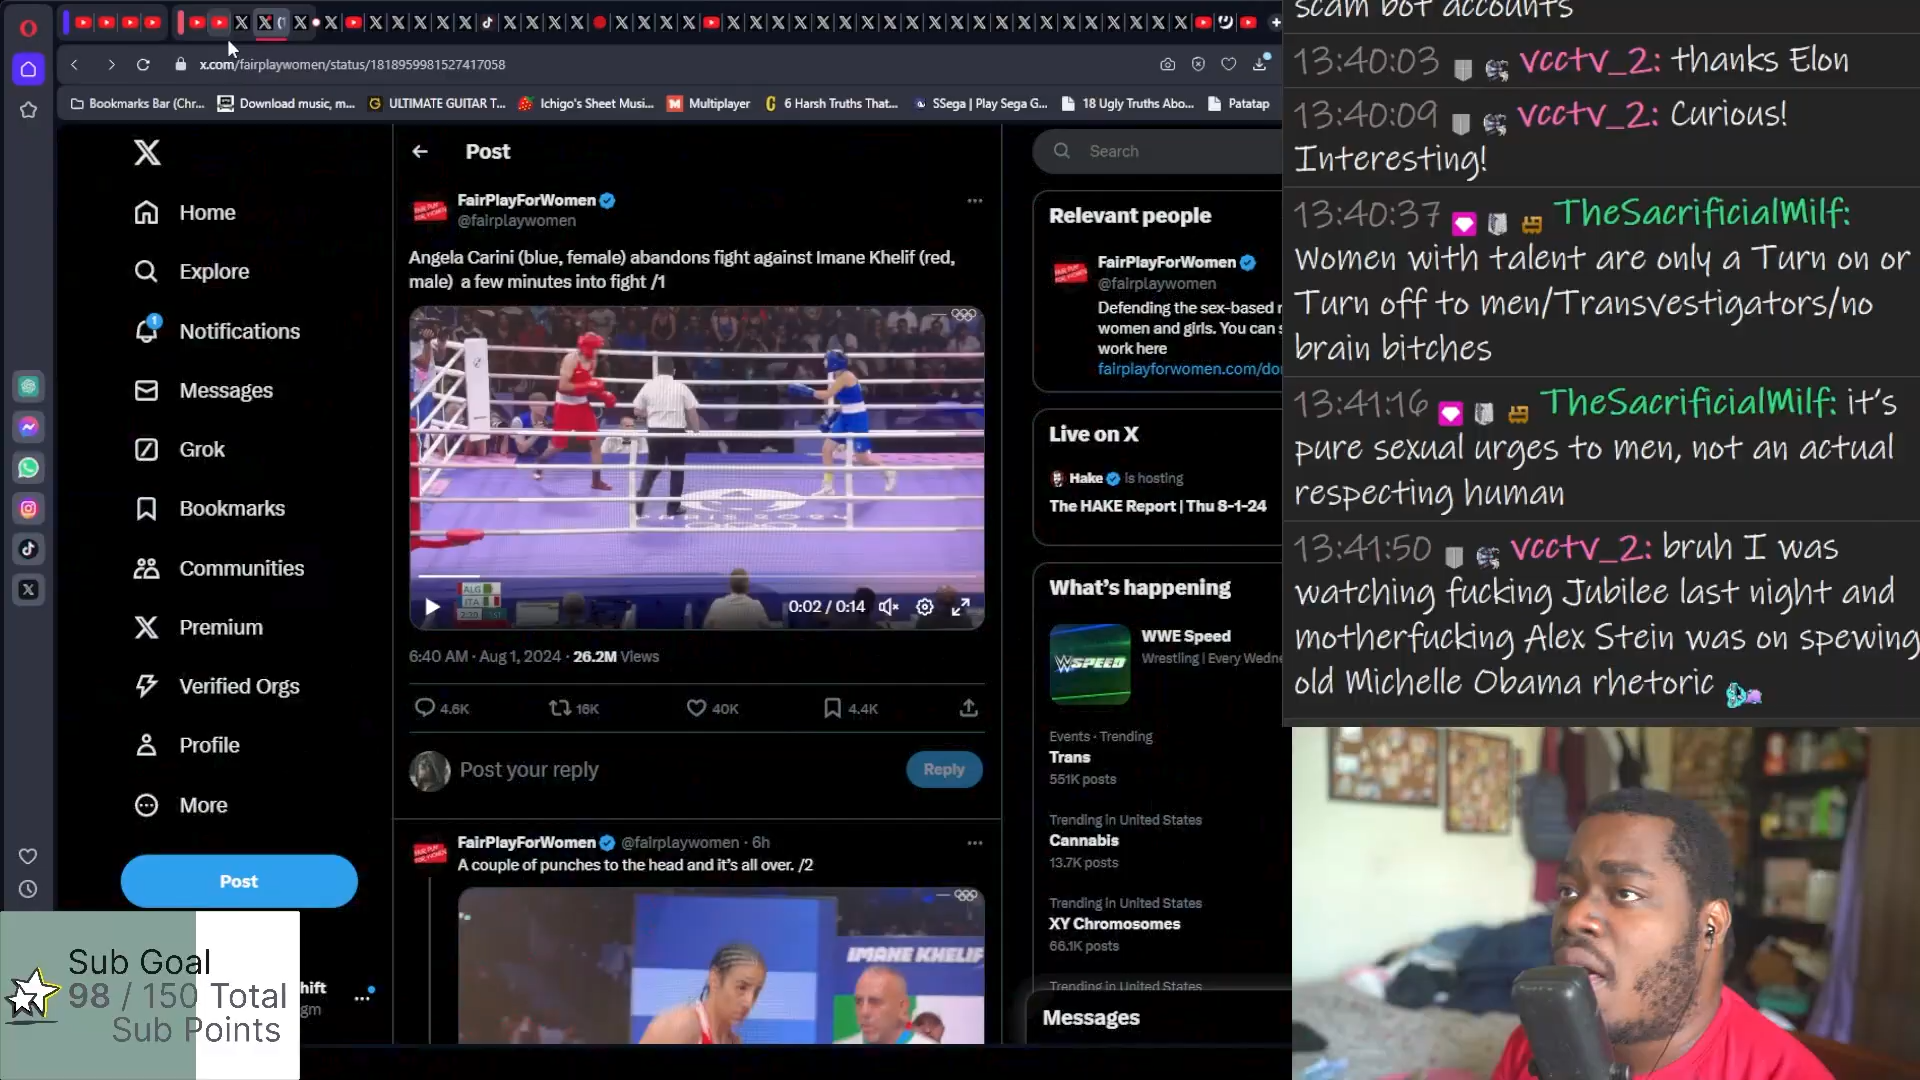 x.com/fairplaywomen/status/1818959981527417058
Bookmarks Bar (Chr...
Download music, m...
ULTIMATE GUITAR T...
Ichigo's Sheet Musi...
Multiplayer
6 Harsh Truths That...
SSega | Play Sega G...
18 Ugly Truths Abo...
Patatap
Home
Explore
Notifications
1
Messages
Grok
Bookmarks
Communities
Premium
Verified Orgs
Profile
More
Post
Post
FairPlayForWomen
@fairplaywomen
Angela Carini (blue, female) abandons fight against Imane Khelif (red,
male) a few minutes into fight /1
ALG
ITA
0:02 / 0:14
6:40 AM · Aug 1, 2024 · 26.2M Views
4.6K
16K
40K
4.4K
Post your reply
Reply
FairPlayForWomen @fairplaywomen · 6h
A couple of punches to the head and it's all over. /2
IMANE KHELIF
Search
Relevant people
FairPlayForWomen
@fairplaywomen
Defending the sex-based r
women and girls. You can s
work here
fairplayforwomen.com/do
Live on X
Hake is hosting
The HAKE Report | Thu 8-1-24
What's happening
WWE Speed
Wrestling | Every Wedne
SPEED
Events · Trending
Trans
551K posts
Trending in United States
Cannabis
13.7K posts
Trending in United States
XY Chromosomes
66.1K posts
Trending in United States
Messages
scam bot accounts
13:40:03 vcctv_2: thanks Elon
13:40:09 vcctv_2: Curious!
Interesting!
13:40:37 TheSacrificialMilf:
Women with talent are only a Turn on or
Turn off to men/Transvestigators/no
brain bitches
13:41:16 TheSacrificialMilf: it's
pure sexual urges to men, not an actual
respecting human
13:41:50 vcctv_2: bruh I was
watching fucking Jubilee last night and
motherfucking Alex Stein was on spewing
old Michelle Obama rhetoric
Sub Goal
98 / 150 Total
Sub Points
hift
gm